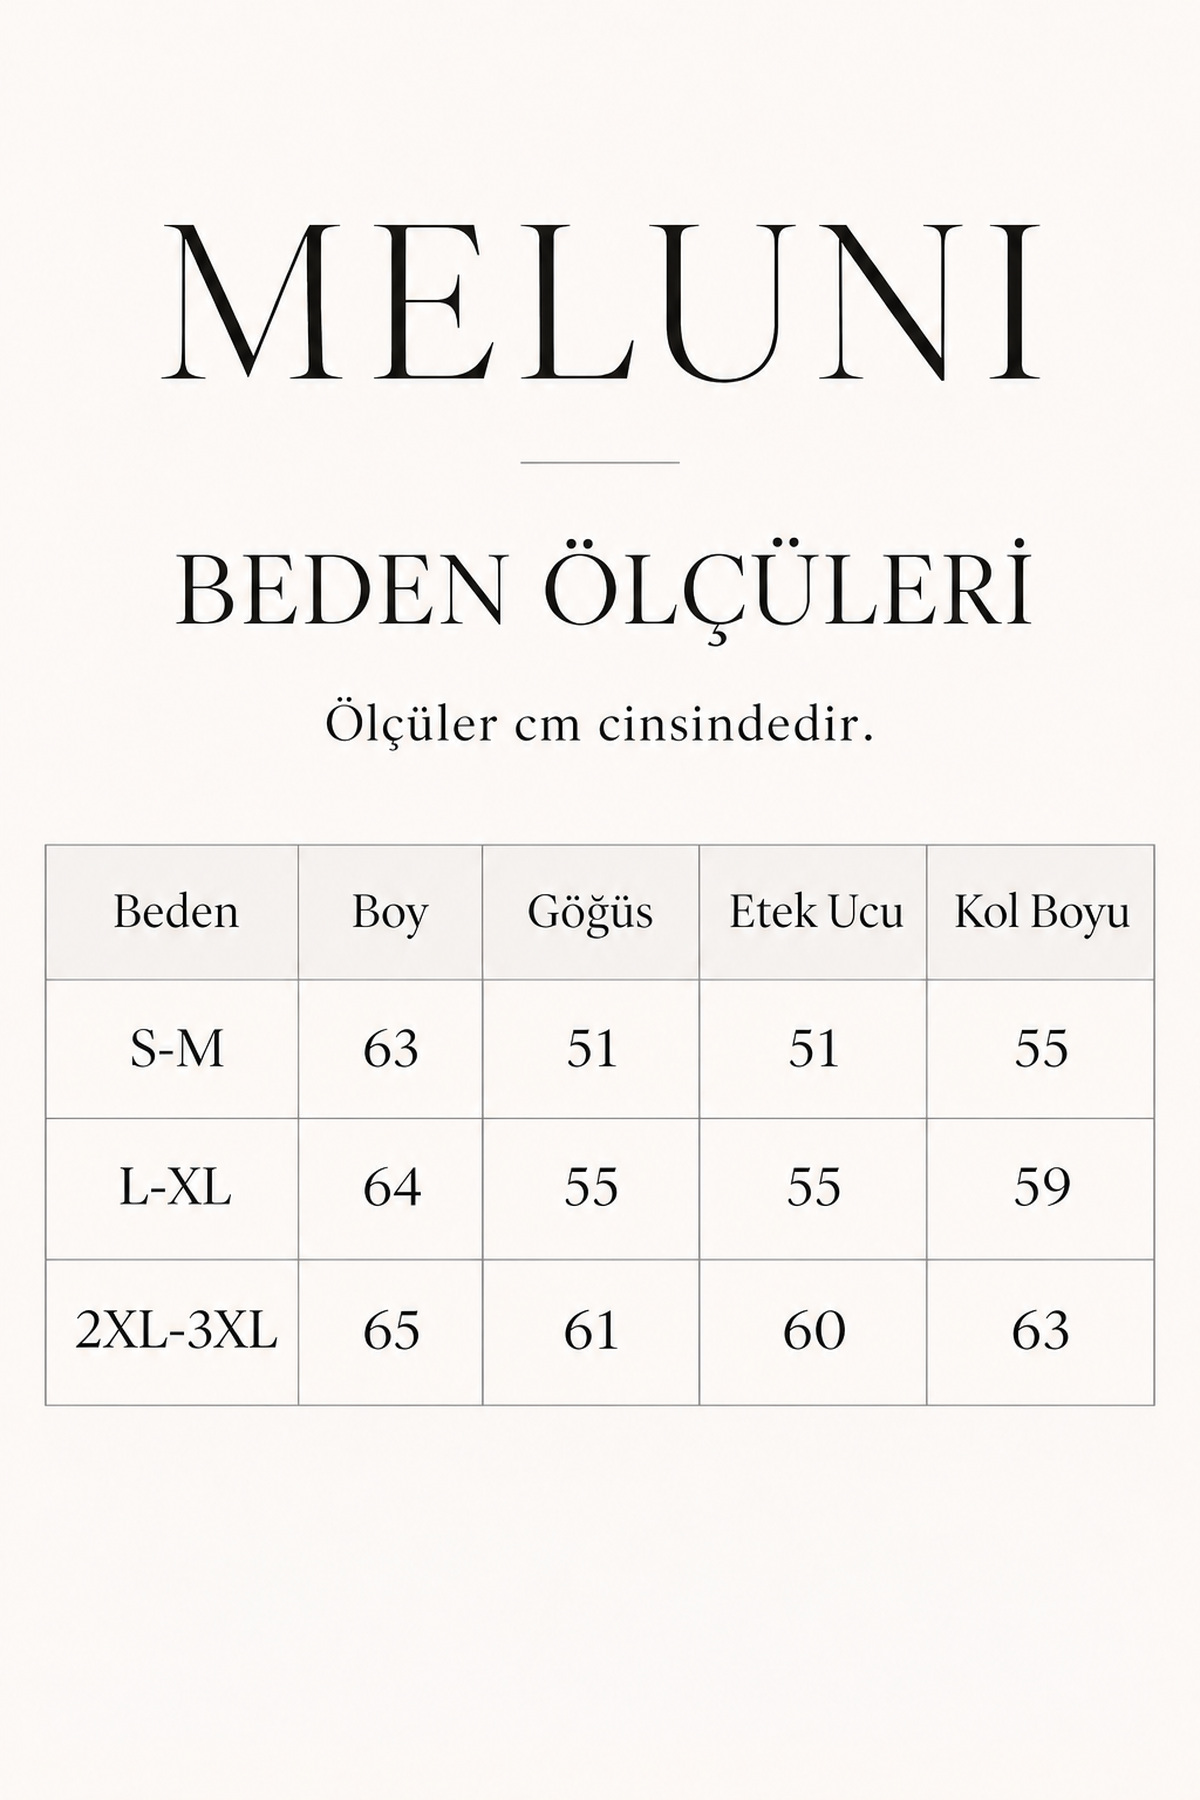 MELUNI
BEDEN ÖLÇÜLERİ
Ölçüler cm cinsindedir.
Beden Boy Göğüs Etek Ucu Kol Boyu
S-M 63 51 51 55
L-XL 64 55 55 59
2XL-3XL 65 61 60 63